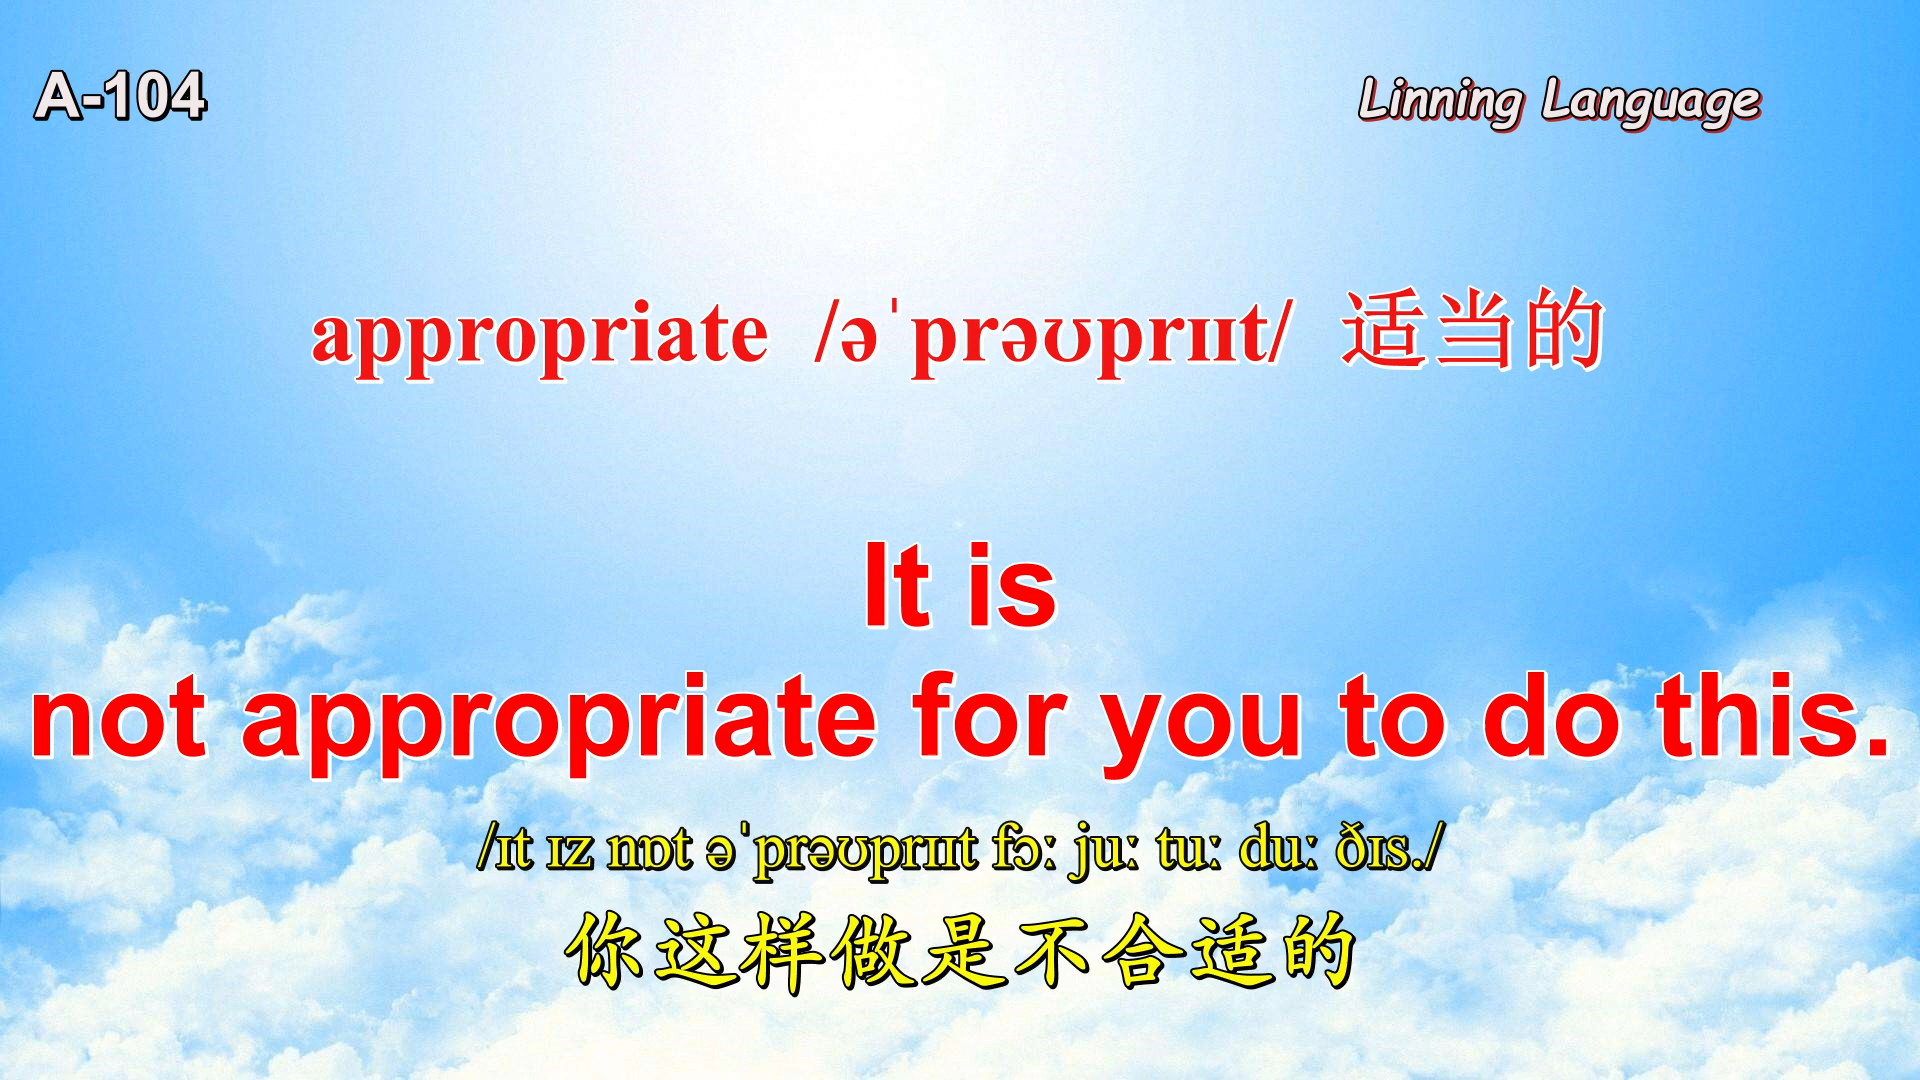 A-104
Linning Language
appropriate /əˈprəʊprɪɪt/ 适当的
It is
not appropriate for you to do this.
/ɪt ɪz nɒt əˈprəʊprɪɪt fɔː juː tuː duː ðɪs./
你这样做是不合适的